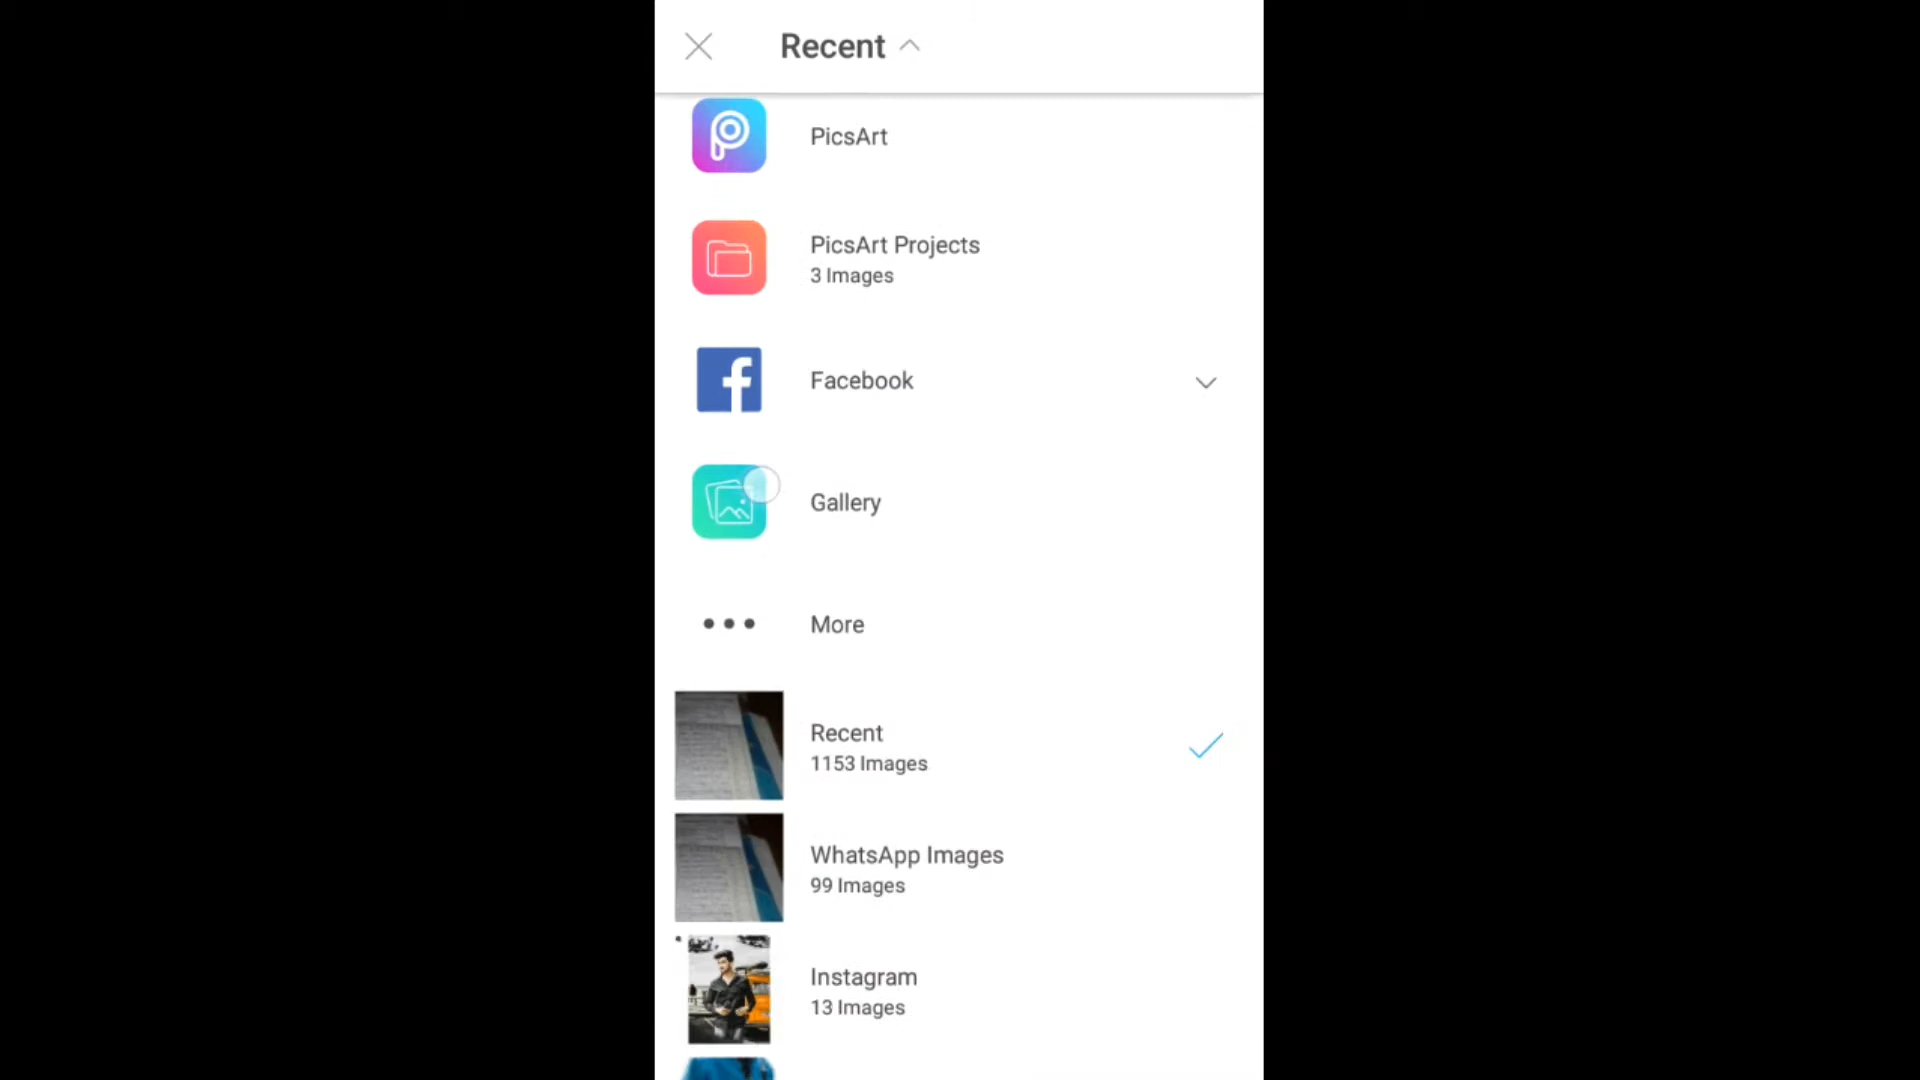 Recent
PicsArt
PicsArt Projects
3 Images
Facebook
Gallery
More
Recent
1153 Images
WhatsApp Images
99 Images
Instagram
13 Images